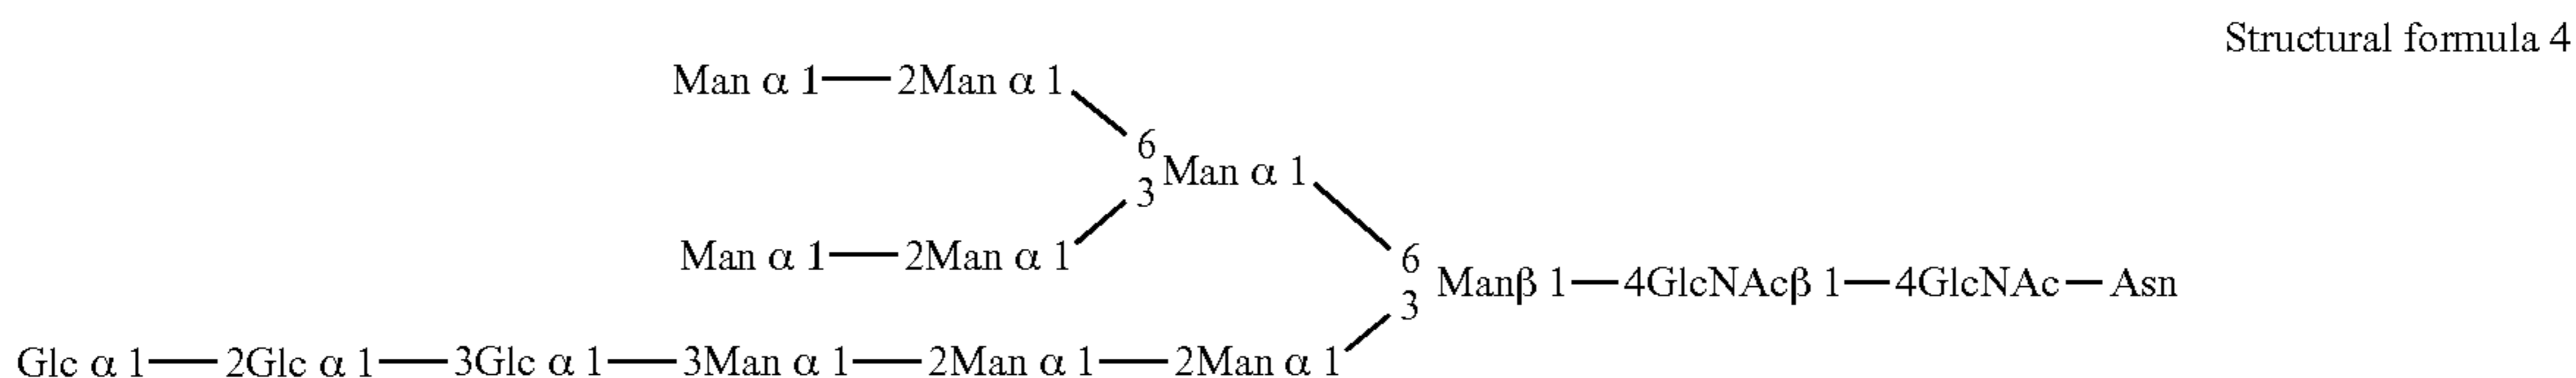 Structural formula 4
Man α 1—2Man α 1
6
Man α 1
3
Man α 1—2Man α 1
6
Manβ 1—4GlcNAcβ 1—4GlcNAc—Asn
3
Glc α 1—2Glc α 1—3Glc α 1—3Man α 1—2Man α 1—2Man α 1